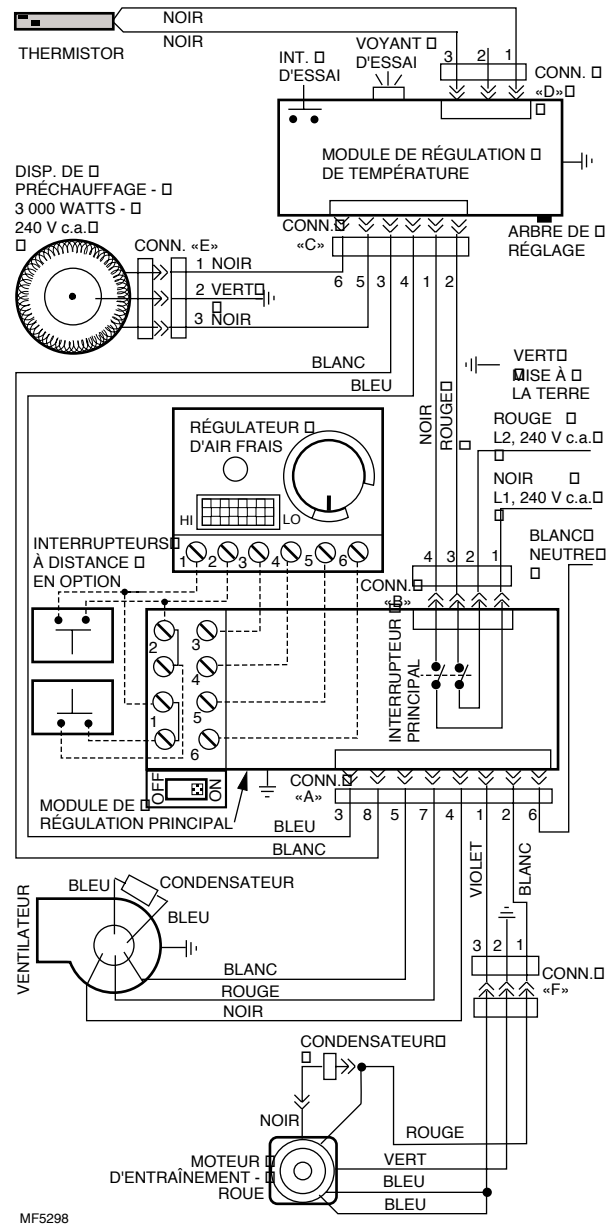 NOIR
NOIR
THERMISTOR
INT.
D'ESSAI
VOYANT
D'ESSAI
3 2 1
CONN.
«D»
MODULE DE RÉGULATION
DE TEMPÉRATURE
DISP. DE
PRÉCHAUFFAGE -
3 000 WATTS -
240 V c.a.
CONN. «E»
CONN.
«C»
ARBRE DE
RÉGLAGE
1 NOIR
2 VERT
3 NOIR
6 5 3 4 1 2
BLANC
BLEU
NOIR
ROUGE
VERT
MISE À
LA TERRE
ROUGE
L2, 240 V c.a.
NOIR
L1, 240 V c.a.
BLANC
NEUTRE
RÉGULATEUR
D'AIR FRAIS
HI LO
1 2 3 4 5 6
INTERRUPTEURS
À DISTANCE
EN OPTION
CONN.
«B»
4 3 2 1
INTERRUPTEUR
PRINCIPAL
2 3
4
1 5
6
OFF ON
MODULE DE
RÉGULATION PRINCIPAL
CONN.
«A»
3 8 5 7 4 1 2 6
BLEU
BLANC
VIOLET
BLANC
VENTILATEUR
BLEU
CONDENSATEUR
BLEU
BLANC
ROUGE
NOIR
3 2 1
CONN.
«F»
CONDENSATEUR
NOIR
ROUGE
MOTEUR
D'ENTRAÎNEMENT -
ROUE
VERT
BLEU
BLEU
MF5298